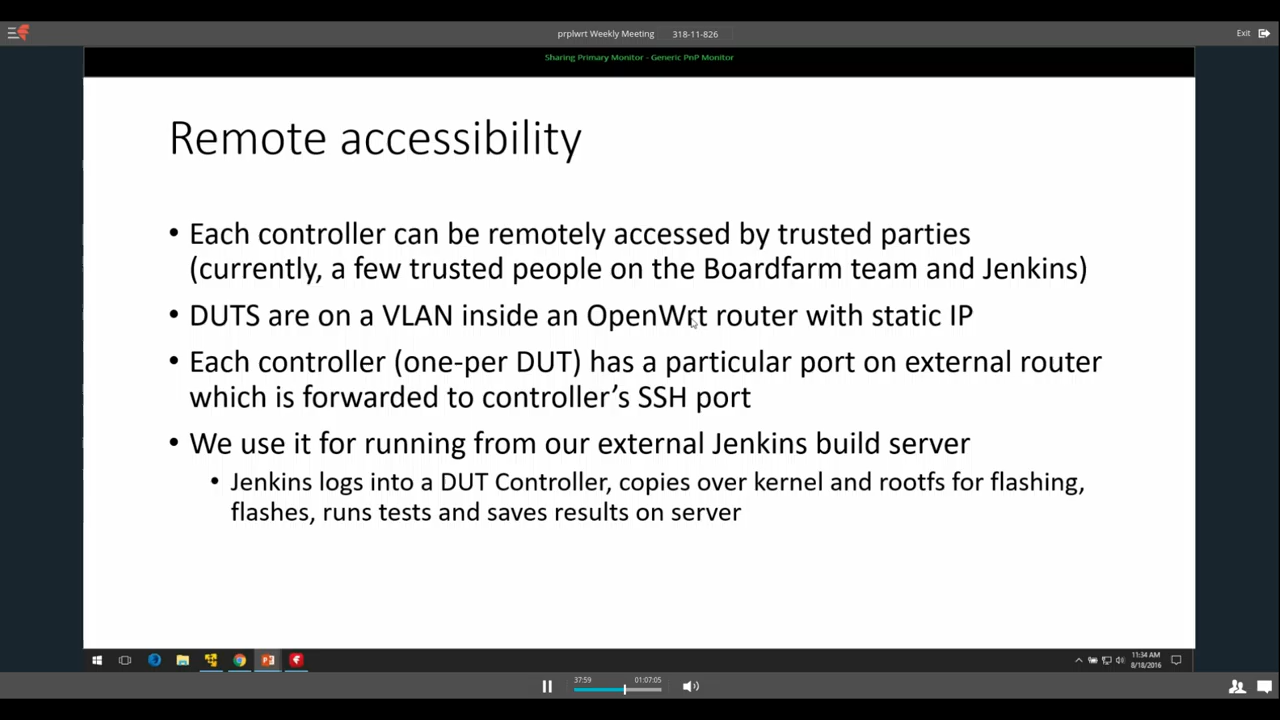 prplwrt Weekly Meeting 318-11-826 Exit
Sharing Primary Monitor - Generic PnP Monitor
Remote accessibility
• Each controller can be remotely accessed by trusted parties
(currently, a few trusted people on the Boardfarm team and Jenkins)
• DUTS are on a VLAN inside an OpenWrt router with static IP
• Each controller (one-per DUT) has a particular port on external router
which is forwarded to controller’s SSH port
• We use it for running from our external Jenkins build server
• Jenkins logs into a DUT Controller, copies over kernel and rootfs for flashing,
flashes, runs tests and saves results on server
11:34 AM
8/18/2016
37:59 01:07:05